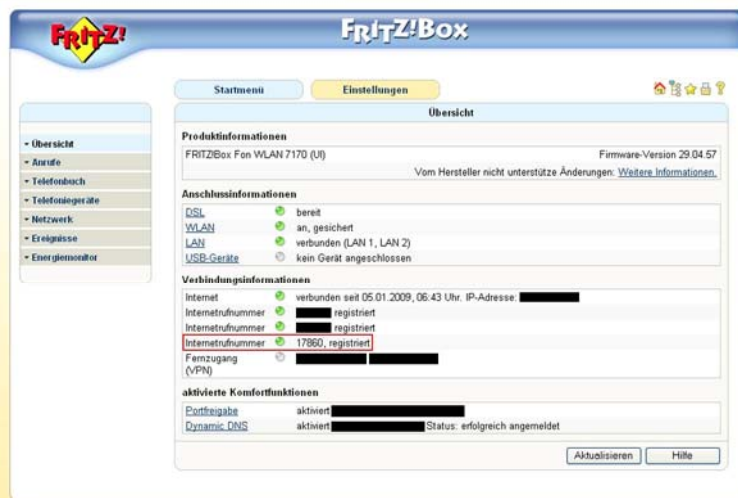 FRITZ!
FRITZ!Box
Startmenü
Einstellungen
Übersicht
Übersicht
Anrufe
Telefonbuch
Telefoniegeräte
Netzwerk
Ereignisse
Energiemonitor
Produktinformationen
FRITZ!Box Fon WLAN 7170 (UI) Firmware-Version 29.04.57
Vom Hersteller nicht unterstütze Änderungen: Weitere Informationen.
Anschlussinformationen
DSL bereit
WLAN an, gesichert
LAN verbunden (LAN 1, LAN 2)
USB-Geräte kein Gerät angeschlossen
Verbindungsinformationen
Internet verbunden seit 05.01.2009, 06:43 Uhr. IP-Adresse:
Internetrufnummer registriert
Internetrufnummer registriert
Internetrufnummer 17860, registriert
Fernzugang
(VPN)
aktivierte Komfortfunktionen
Portfreigabe aktiviert
Dynamic DNS aktiviert Status: erfolgreich angemeldet
Aktualisieren
Hilfe